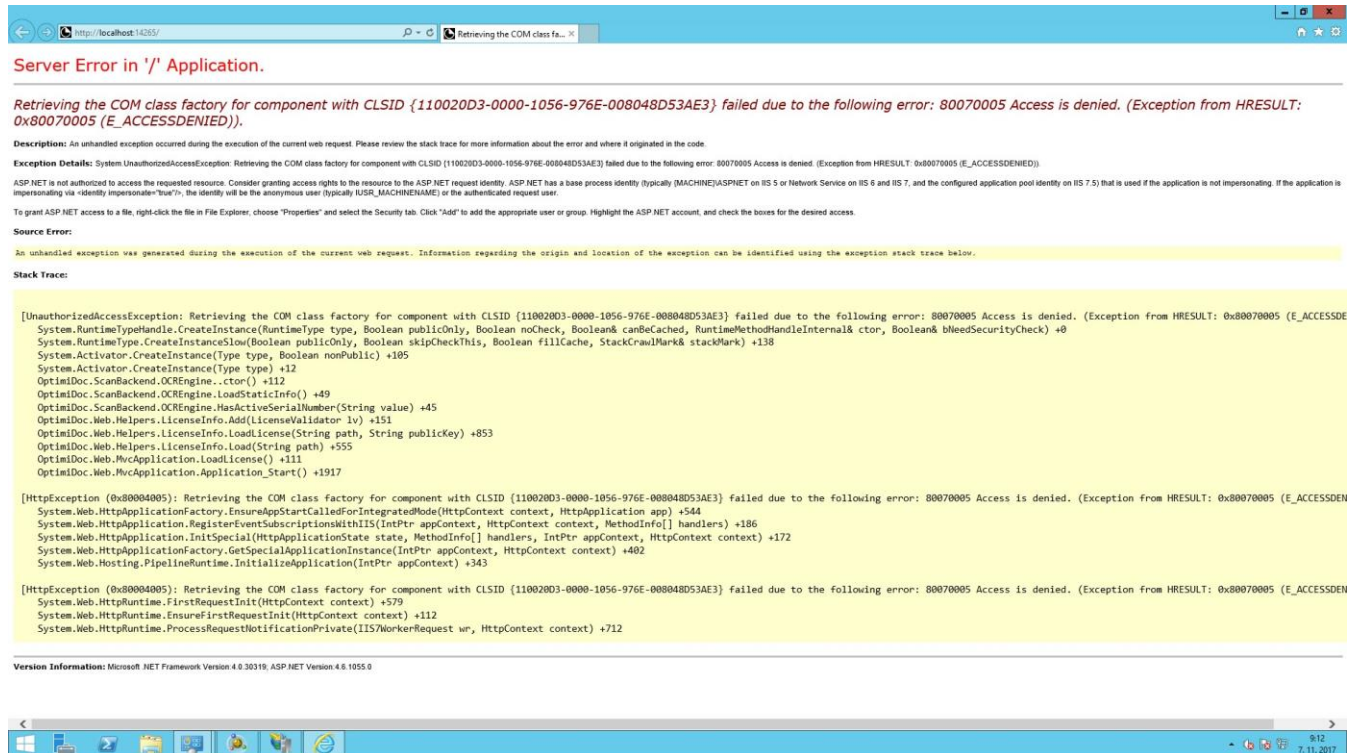 http://localhost:14265/
Retrieving the COM class fa...
Server Error in '/' Application.
Retrieving the COM class factory for component with CLSID {110020D3-0000-1056-976E-008048D53AE3} failed due to the following error: 80070005 Access is denied. (Exception from HRESULT:
0x80070005 (E_ACCESSDENIED)).
Description: An unhandled exception occurred during the execution of the current web request. Please review the stack trace for more information about the error and where it originated in the code.
Exception Details: System.UnauthorizedAccessException: Retrieving the COM class factory for component with CLSID {110020D3-0000-1056-976E-008048D53AE3} failed due to the following error: 80070005 Access is denied. (Exception from HRESULT: 0x80070005 (E_ACCESSDENIED)).
ASP.NET is not authorized to access the requested resource. Consider granting access rights to the resource to the ASP.NET request identity. ASP.NET has a base process identity (typically {MACHINE}\ASPNET on IIS 5 or Network Service on IIS 6 and IIS 7, and the configured application pool identity on IIS 7.5) that is used if the application is not impersonating. If the application is
impersonating via <identity impersonate="true"/>, the identity will be the anonymous user (typically IUSR_MACHINENAME) or the authenticated request user.
To grant ASP.NET access to a file, right-click the file in File Explorer, choose "Properties" and select the Security tab. Click "Add" to add the appropriate user or group. Highlight the ASP.NET account, and check the boxes for the desired access.
Source Error:
An unhandled exception was generated during the execution of the current web request. Information regarding the origin and location of the exception can be identified using the exception stack trace below.
Stack Trace:
[UnauthorizedAccessException: Retrieving the COM class factory for component with CLSID {110020D3-0000-1056-976E-008048D53AE3} failed due to the following error: 80070005 Access is denied. (Exception from HRESULT: 0x80070005 (E_ACCESSDE
System.RuntimeTypeHandle.CreateInstance(RuntimeType type, Boolean publicOnly, Boolean noCheck, Boolean& canBeCached, RuntimeMethodHandleInternal& ctor, Boolean& bNeedSecurityCheck) +0
System.RuntimeType.CreateInstanceSlow(Boolean publicOnly, Boolean skipCheckThis, Boolean fillCache, StackCrawlMark& stackMark) +138
System.Activator.CreateInstance(Type type, Boolean nonPublic) +105
System.Activator.CreateInstance(Type type) +12
OptimiDoc.ScanBackend.OCREngine..ctor() +112
OptimiDoc.ScanBackend.OCREngine.LoadStaticInfo() +49
OptimiDoc.ScanBackend.OCREngine.HasActiveSerialNumber(String value) +45
OptimiDoc.Web.Helpers.LicenseInfo.Add(LicenseValidator lv) +151
OptimiDoc.Web.Helpers.LicenseInfo.LoadLicense(String path, String publicKey) +853
OptimiDoc.Web.Helpers.LicenseInfo.Load(String path) +555
OptimiDoc.Web.MvcApplication.LoadLicense() +111
OptimiDoc.Web.MvcApplication.Application_Start() +1917
[HttpException (0x80004005): Retrieving the COM class factory for component with CLSID {110020D3-0000-1056-976E-008048D53AE3} failed due to the following error: 80070005 Access is denied. (Exception from HRESULT: 0x80070005 (E_ACCESSDEN
System.Web.HttpApplicationFactory.EnsureAppStartCalledForIntegratedMode(HttpContext context, HttpApplication app) +544
System.Web.HttpApplication.RegisterEventSubscriptionsWithIIS(IntPtr appContext, HttpContext context, MethodInfo[] handlers) +186
System.Web.HttpApplication.InitSpecial(HttpApplicationState state, MethodInfo[] handlers, IntPtr appContext, HttpContext context) +172
System.Web.HttpApplicationFactory.GetSpecialApplicationInstance(IntPtr appContext, HttpContext context) +402
System.Web.Hosting.PipelineRuntime.InitializeApplication(IntPtr appContext) +343
[HttpException (0x80004005): Retrieving the COM class factory for component with CLSID {110020D3-0000-1056-976E-008048D53AE3} failed due to the following error: 80070005 Access is denied. (Exception from HRESULT: 0x80070005 (E_ACCESSDEN
System.Web.HttpRuntime.FirstRequestInit(HttpContext context) +579
System.Web.HttpRuntime.EnsureFirstRequestInit(HttpContext context) +112
System.Web.HttpRuntime.ProcessRequestNotificationPrivate(IIS7WorkerRequest wr, HttpContext context) +712
Version Information: Microsoft .NET Framework Version:4.0.30319; ASP.NET Version:4.6.1055.0
9:12
7. 11. 2017